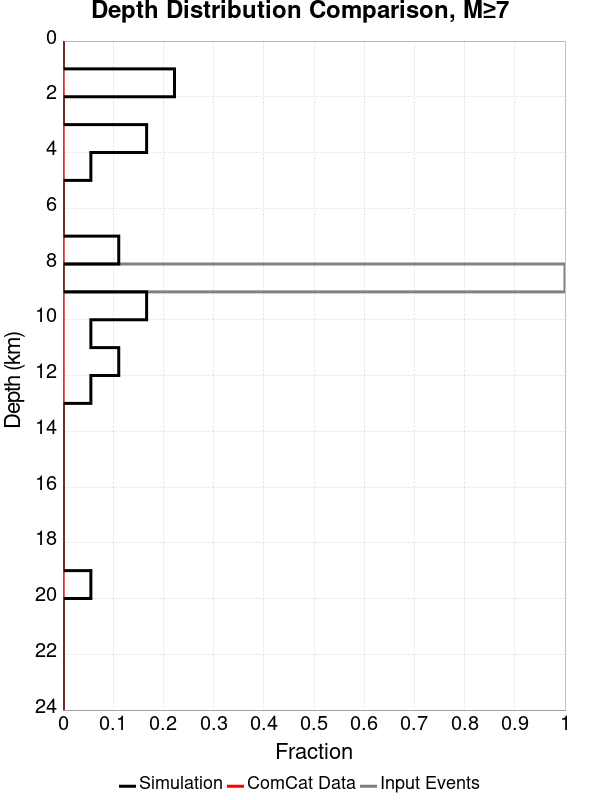 Depth Distribution Comparison, M≥7
0
2
4
6
8
10
12
14
16
18
20
22
24
Depth (km)
0 0.1 0.2 0.3 0.4 0.5 0.6 0.7 0.8 0.9 1
Fraction
Simulation ComCat Data Input Events